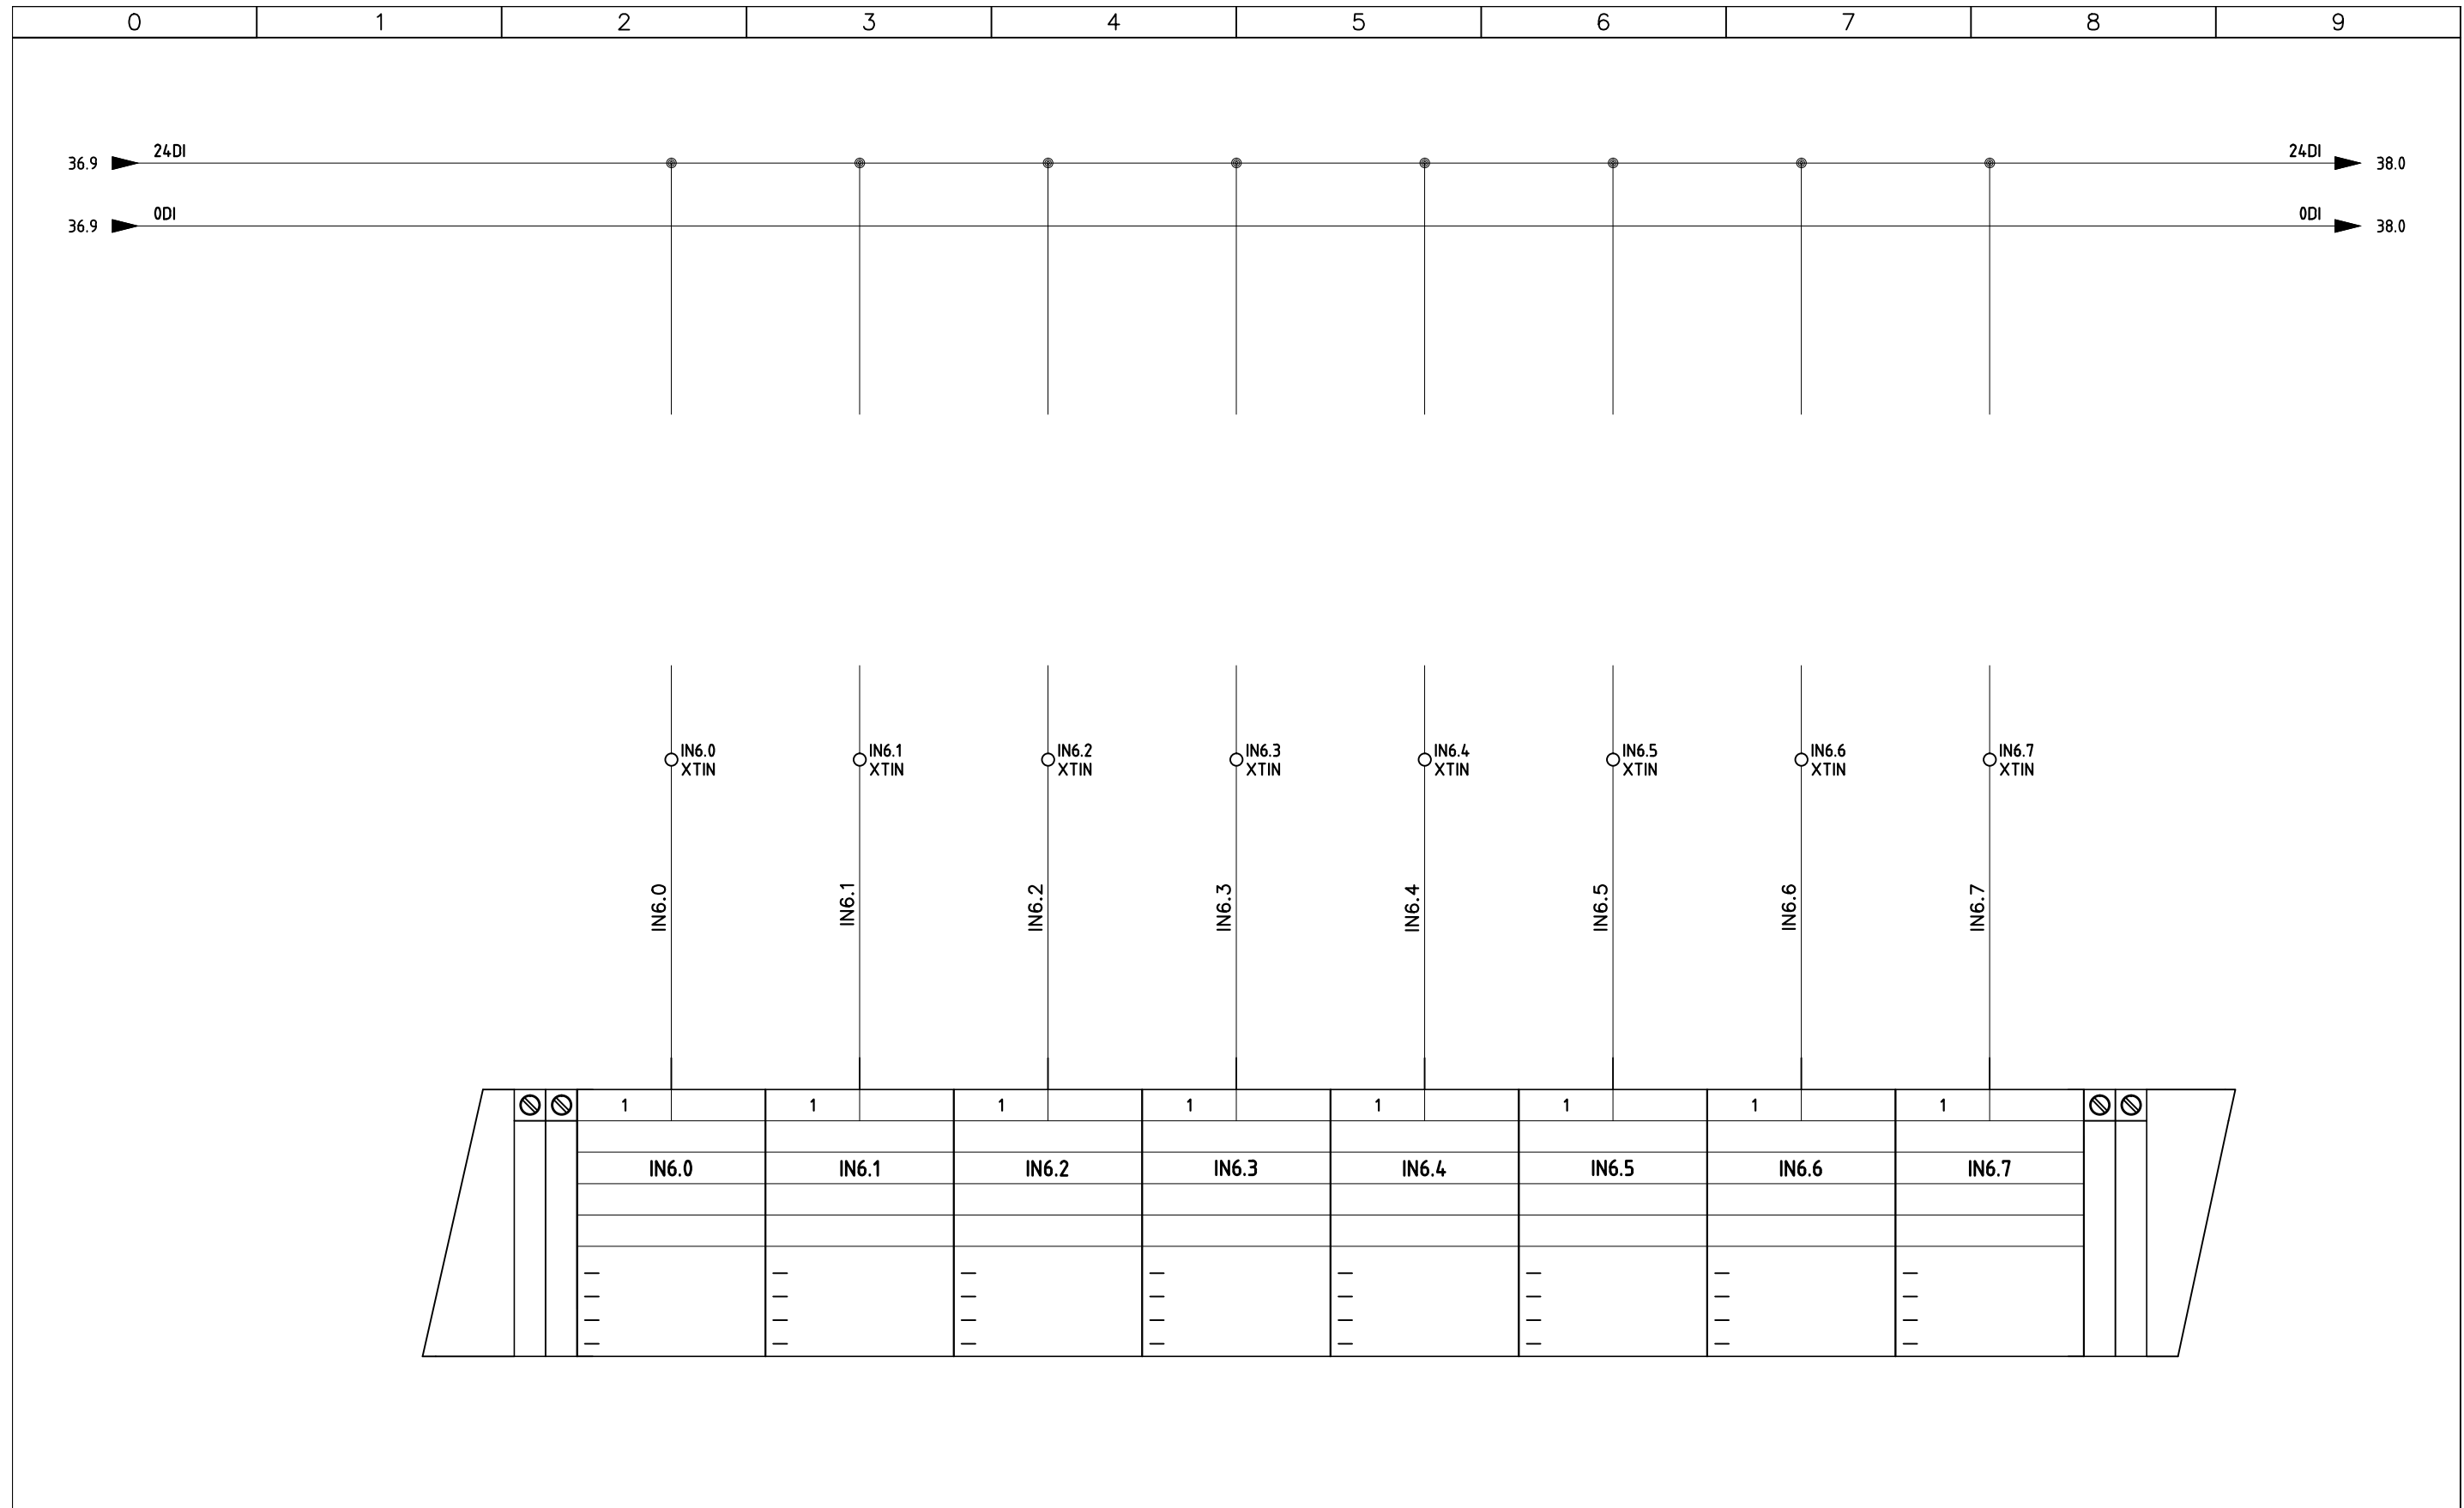 0 1 2 3 4 5 6 7 8 9
24DI 24DI
36.9 38.0
0DI 0DI
36.9 38.0
IN6.0 IN6.1 IN6.2 IN6.3 IN6.4 IN6.5 IN6.6 IN6.7
XTIN XTIN XTIN XTIN XTIN XTIN XTIN XTIN
IN6.0 IN6.1 IN6.2 IN6.3 IN6.4 IN6.5 IN6.6 IN6.7
1 1 1 1 1 1 1 1
IN6.0 IN6.1 IN6.2 IN6.3 IN6.4 IN6.5 IN6.6 IN6.7